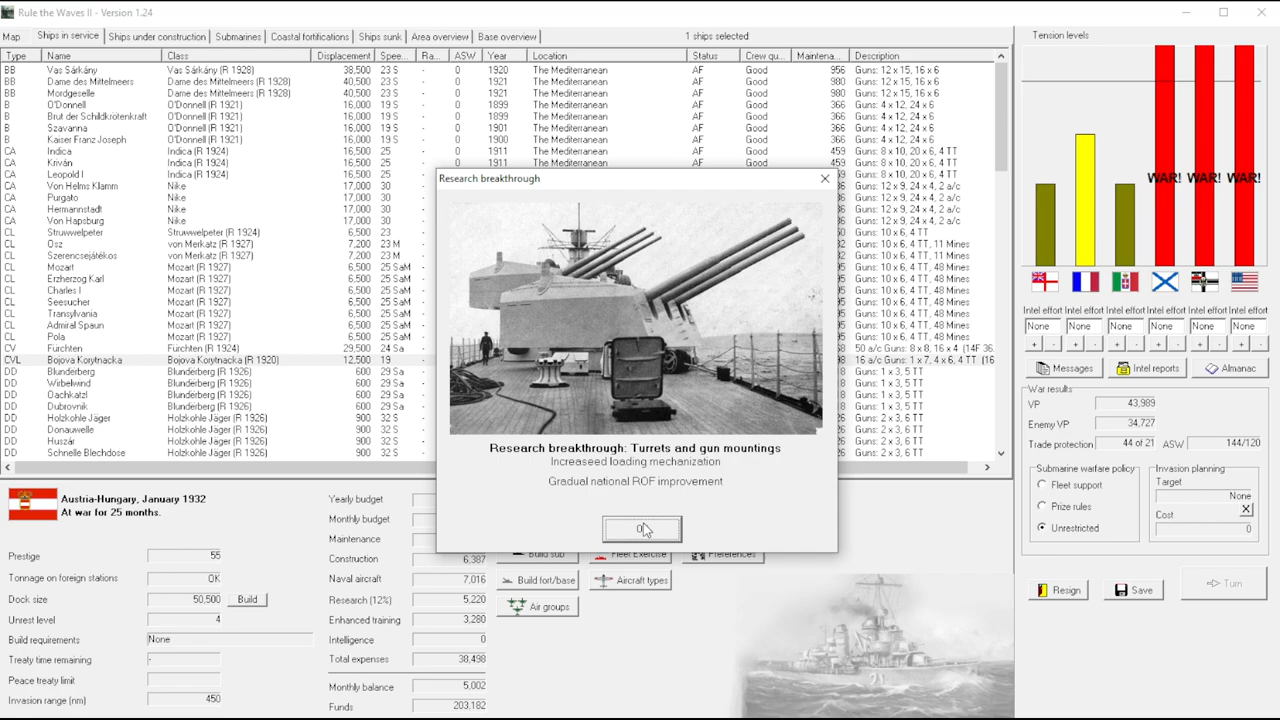 Rule the Waves II - Version 1.24
Map Ships in service Ships under construction Submarines Coastal fortifications Ships sunk Area overview Base overview 1 ships selected
Type Name Class Displacement Spee... Ra... ASW Year Location Status Crew qu... Maintena... Description
BB Vas Sárkány Vas Sárkány (R 1928) 38,500 23 S - 0 1920 The Mediterranean AF Good 956 Guns: 12 x 15, 16 x 6
BB Dame des Mittelmeers Dame des Mittelmeers (R 1928) 40,500 23 S - 0 1921 The Mediterranean AF Good 980 Guns: 12 x 15, 16 x 6
BB Mordgeselle Dame des Mittelmeers (R 1928) 40,500 23 S - 0 1921 The Mediterranean AF Good 980 Guns: 12 x 15, 16 x 6
B O'Donnell O'Donnell (R 1921) 16,000 19 S - 0 1899 The Mediterranean AF Good 366 Guns: 4 x 12, 24 x 6
B Brut der Schildkrötenkraft O'Donnell (R 1921) 16,000 19 S - 0 1899 The Mediterranean AF Good 366 Guns: 4 x 12, 24 x 6
B Szavanna O'Donnell (R 1921) 16,000 19 S - 0 1901 The Mediterranean AF Good 366 Guns: 4 x 12, 24 x 6
B Kaiser Franz Joseph O'Donnell (R 1921) 16,000 19 S - 0 1900 The Mediterranean AF Good 366 Guns: 4 x 12, 24 x 6
CA Indica Indica (R 1924) 16,500 25 - 0 1911 The Mediterranean AF Good 459 Guns: 8 x 10, 20 x 6, 4 TT
CA Kriván Indica (R 1924) 16,500 25 - 0 1911 The Mediterranean AF Good 459 Guns: 8 x 10, 20 x 6, 4 TT
CA Leopold I Indica (R 1924) 16,500 25 - Guns: 8 x 10, 20 x 6, 4 TT
CA Von Helms Klamm Nike 17,000 30 - Guns: 12 x 9, 24 x 4, 2 a/c
CA Purgato Nike 17,000 30 - Guns: 12 x 9, 24 x 4, 2 a/c
CA Hermannstadt Nike 17,000 30 - Guns: 12 x 9, 24 x 4, 2 a/c
CA Von Hapsburg Nike 17,000 30 - Guns: 12 x 9, 24 x 4, 2 a/c
CL Struwwelpeter Struwwelpeter (R 1924) 6,500 23 - Guns: 10 x 6, 4 TT
CL Osz von Merkatz (R 1927) 7,200 23 M - Guns: 10 x 6, 4 TT, 11 Mines
CL Szerencsejátékos von Merkatz (R 1927) 7,200 23 M - Guns: 10 x 6, 4 TT, 11 Mines
CL Mozart Mozart (R 1927) 6,500 25 SaM - Guns: 10 x 6, 4 TT, 48 Mines
CL Erzherzog Karl Mozart (R 1927) 6,500 25 SaM - Guns: 10 x 6, 4 TT, 48 Mines
CL Charles I Mozart (R 1927) 6,500 25 SaM - Guns: 10 x 6, 4 TT, 48 Mines
CL Seesucher Mozart (R 1927) 6,500 25 SaM - Guns: 10 x 6, 4 TT, 48 Mines
CL Transylvania Mozart (R 1927) 6,500 25 SaM - Guns: 10 x 6, 4 TT, 48 Mines
CL Admiral Spaun Mozart (R 1927) 6,500 25 SaM - Guns: 10 x 6, 4 TT, 48 Mines
CL Pola Mozart (R 1927) 6,500 25 SaM - Guns: 10 x 6, 4 TT, 48 Mines
CV Fürchten Fürchten (R 1924) 29,500 24 Sa - 50 a/c Guns: 8 x 8, 16 x 4 (14F 36
CVL Bojova Korytnacka Bojova Korytnacka (R 1920) 12,500 19 - 16 a/c Guns: 1 x 7, 4 x 6, 4 TT (16
DD Blunderberg Blunderberg (R 1926) 600 29 Sa - Guns: 1 x 3, 5 TT
DD Wirbelwind Blunderberg (R 1926) 600 29 Sa - Guns: 1 x 3, 5 TT
DD Oachkatzl Blunderberg (R 1926) 600 29 Sa - Guns: 1 x 3, 5 TT
DD Dubrovnik Blunderberg (R 1926) 600 29 Sa - Guns: 1 x 3, 5 TT
DD Holzkohle Jäger Holzkohle Jäger (R 1926) 900 32 S - Guns: 2 x 3, 6 TT
DD Donauwelle Holzkohle Jäger (R 1926) 900 32 S - Guns: 2 x 3, 6 TT
DD Huszár Holzkohle Jäger (R 1926) 900 32 S - Guns: 2 x 3, 6 TT
DD Schnelle Blechdose Holzkohle Jäger (R 1926) 900 32 S - Guns: 2 x 3, 6 TT
Research breakthrough
Research breakthrough: Turrets and gun mountings
Increaseed loading mechanization
Gradual national ROF improvement
Tension levels
WAR! WAR! WAR!
Intel effort Intel effort Intel effort Intel effort Intel effort Intel effort
None None None None None None
+ - + - + - + - + - + -
Messages Intel reports Almanac
War results
VP 43,989
Enemy VP 34,727
Trade protection 44 of 21 ASW 144/120
Submarine warfare policy
Fleet support
Prize rules
Unrestricted
Invasion planning
Target
None
Cost X
0
Resign Save Turn
Austria-Hungary, January 1932
At war for 25 months.
Prestige 55
Tonnage on foreign stations OK
Dock size 50,500 Build
Unrest level 4
Build requirements None
Treaty time remaining -
Peace treaty limit
Invasion range (nm) 450
Yearly budget
Monthly budget
Maintenance
Construction 6,387
Naval aircraft 7,016
Research (12%) 5,220
Enhanced training 3,280
Intelligence 0
Total expenses 38,498
Monthly balance 5,002
Funds 203,182
Build sub Fleet Exercise Preferences
Build fort/base Aircraft types
Air groups